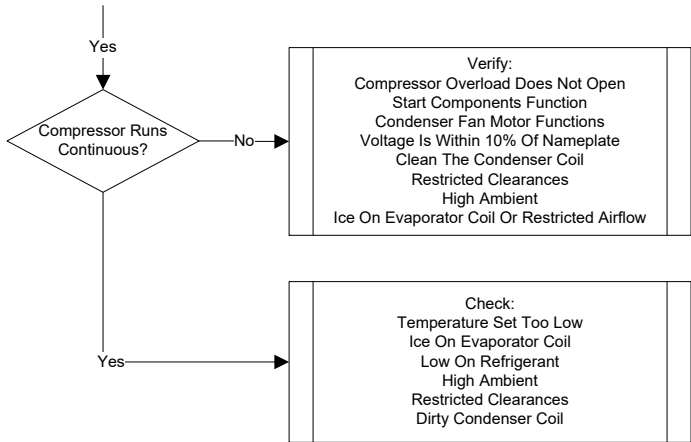 Yes
Compressor Runs
Continuous?
No
Verify:
Compressor Overload Does Not Open
Start Components Function
Condenser Fan Motor Functions
Voltage Is Within 10% Of Nameplate
Clean The Condenser Coil
Restricted Clearances
High Ambient
Ice On Evaporator Coil Or Restricted Airflow
Yes
Check:
Temperature Set Too Low
Ice On Evaporator Coil
Low On Refrigerant
High Ambient
Restricted Clearances
Dirty Condenser Coil